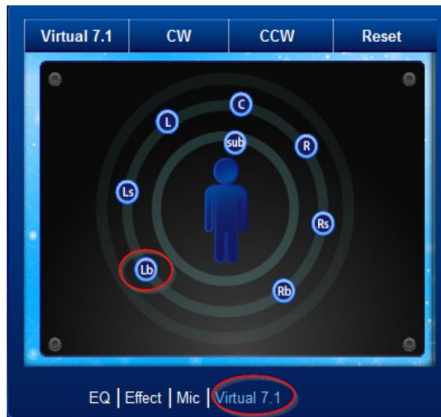 Virtual 7.1 CW CCW Reset
C
L
R
sub
Ls
Rs
Lb
Rb
EQ | Effect | Mic | Virtual 7.1